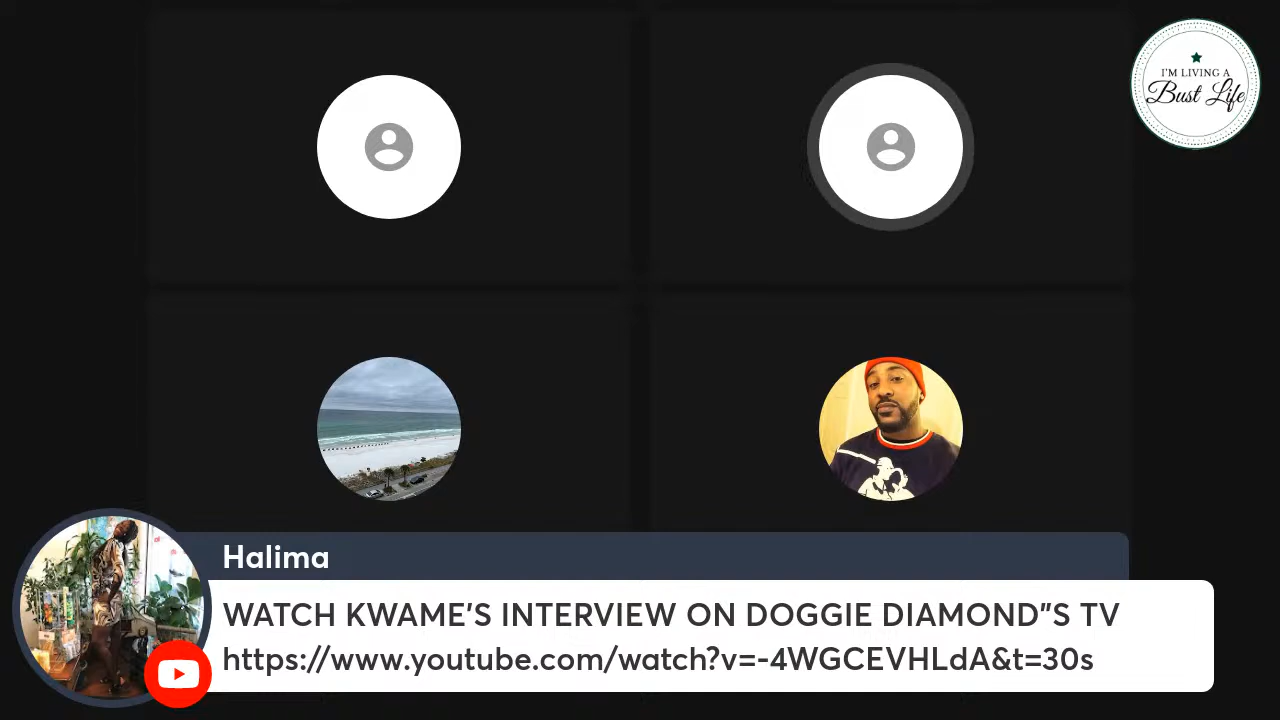 I'M LIVING A
Bust Life
Halima
WATCH KWAME'S INTERVIEW ON DOGGIE DIAMOND"S TV
https://www.youtube.com/watch?v=-4WGCEVHLdA&t=30s